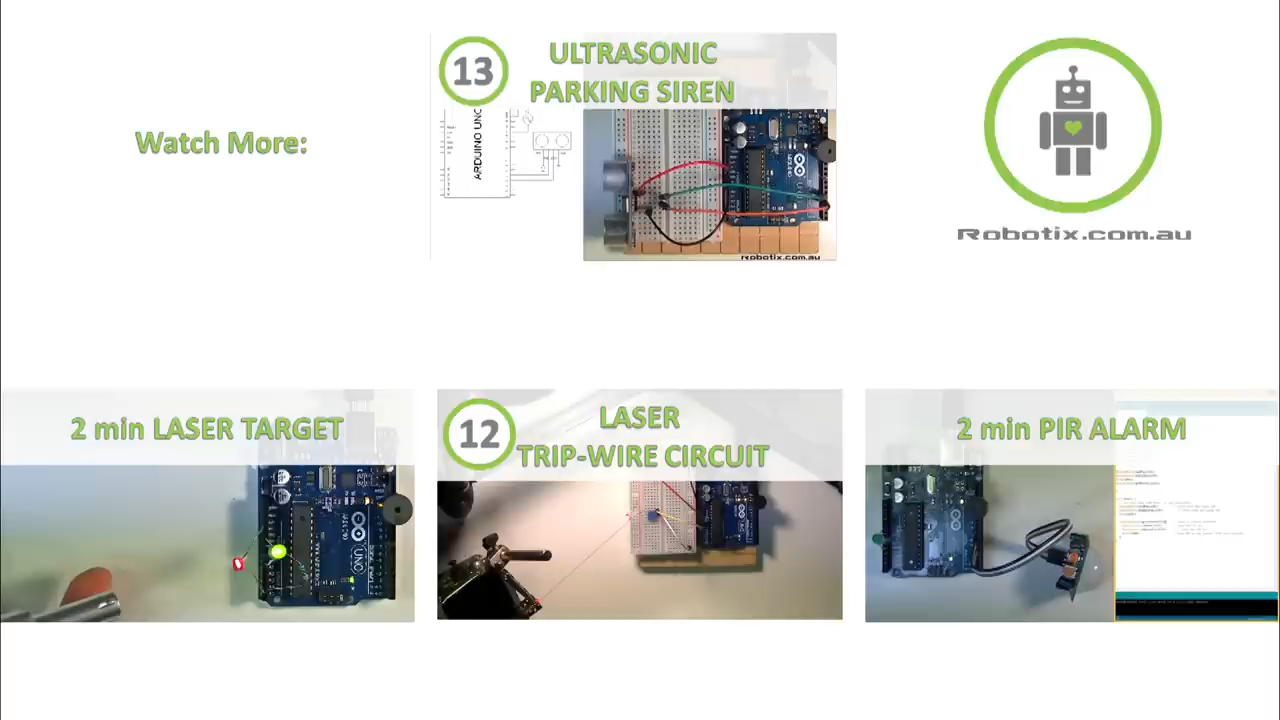 Watch More:
13
ULTRASONIC
PARKING SIREN
ARDUINO UNO
Robotix.com.au
Robotix.com.au
2 min LASER TARGET
12
LASER
TRIP-WIRE CIRCUIT
2 min PIR ALARM
UNO